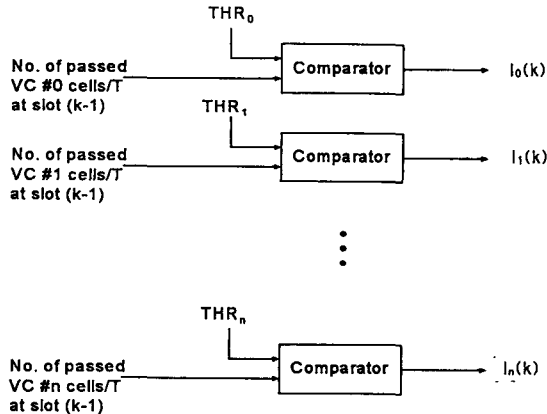 THR₀
No. of passed
VC #0 cells/T
at slot (k-1)
Comparator
I₀(k)
THR₁
No. of passed
VC #1 cells/T
at slot (k-1)
Comparator
I₁(k)
THRₙ
No. of passed
VC #n cells/T
at slot (k-1)
Comparator
Iₙ(k)